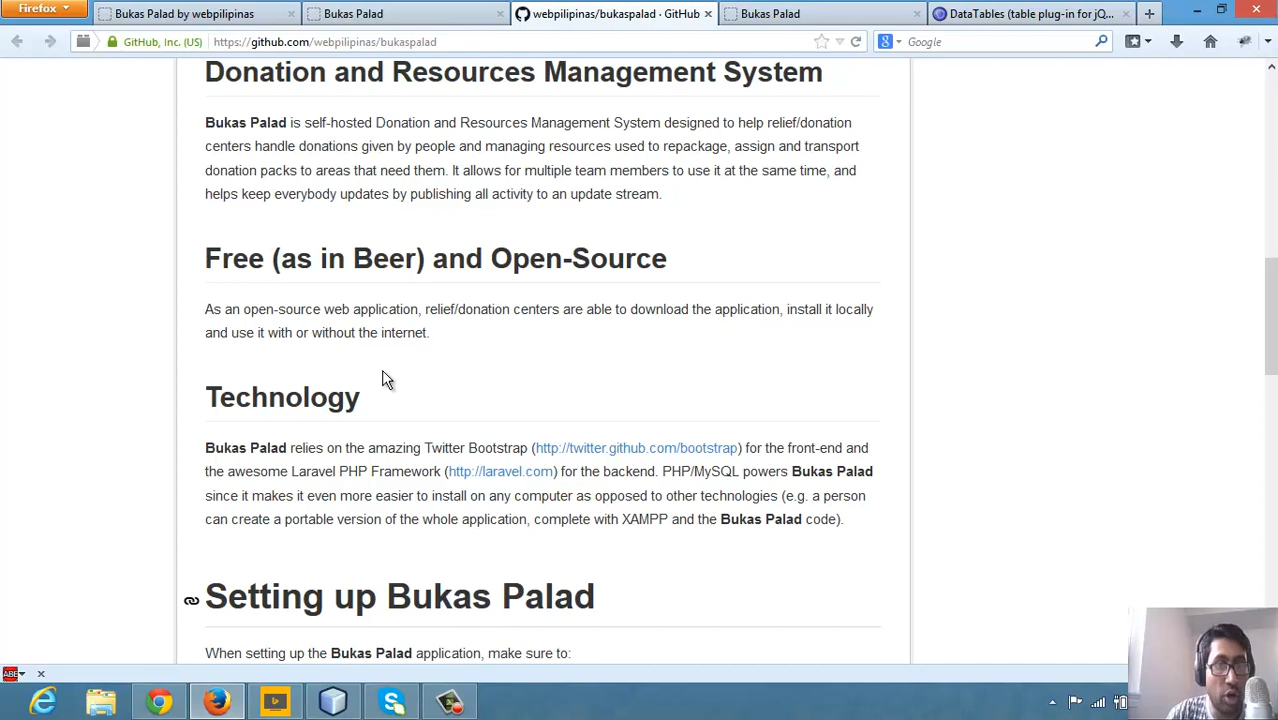 Firefox
Bukas Palad by webpilipinas
Bukas Palad
webpilipinas/bukaspalad · GitHub
Bukas Palad
DataTables (table plug-in for jQ...
GitHub, Inc. (US)
https://github.com/webpilipinas/bukaspalad
Google
Donation and Resources Management System
Bukas Palad is self-hosted Donation and Resources Management System designed to help relief/donation
centers handle donations given by people and managing resources used to repackage, assign and transport
donation packs to areas that need them. It allows for multiple team members to use it at the same time, and
helps keep everybody updates by publishing all activity to an update stream.
Free (as in Beer) and Open-Source
As an open-source web application, relief/donation centers are able to download the application, install it locally
and use it with or without the internet.
Technology
Bukas Palad relies on the amazing Twitter Bootstrap (http://twitter.github.com/bootstrap) for the front-end and
the awesome Laravel PHP Framework (http://laravel.com) for the backend. PHP/MySQL powers Bukas Palad
since it makes it even more easier to install on any computer as opposed to other technologies (e.g. a person
can create a portable version of the whole application, complete with XAMPP and the Bukas Palad code).
Setting up Bukas Palad
When setting up the Bukas Palad application, make sure to:
ABE